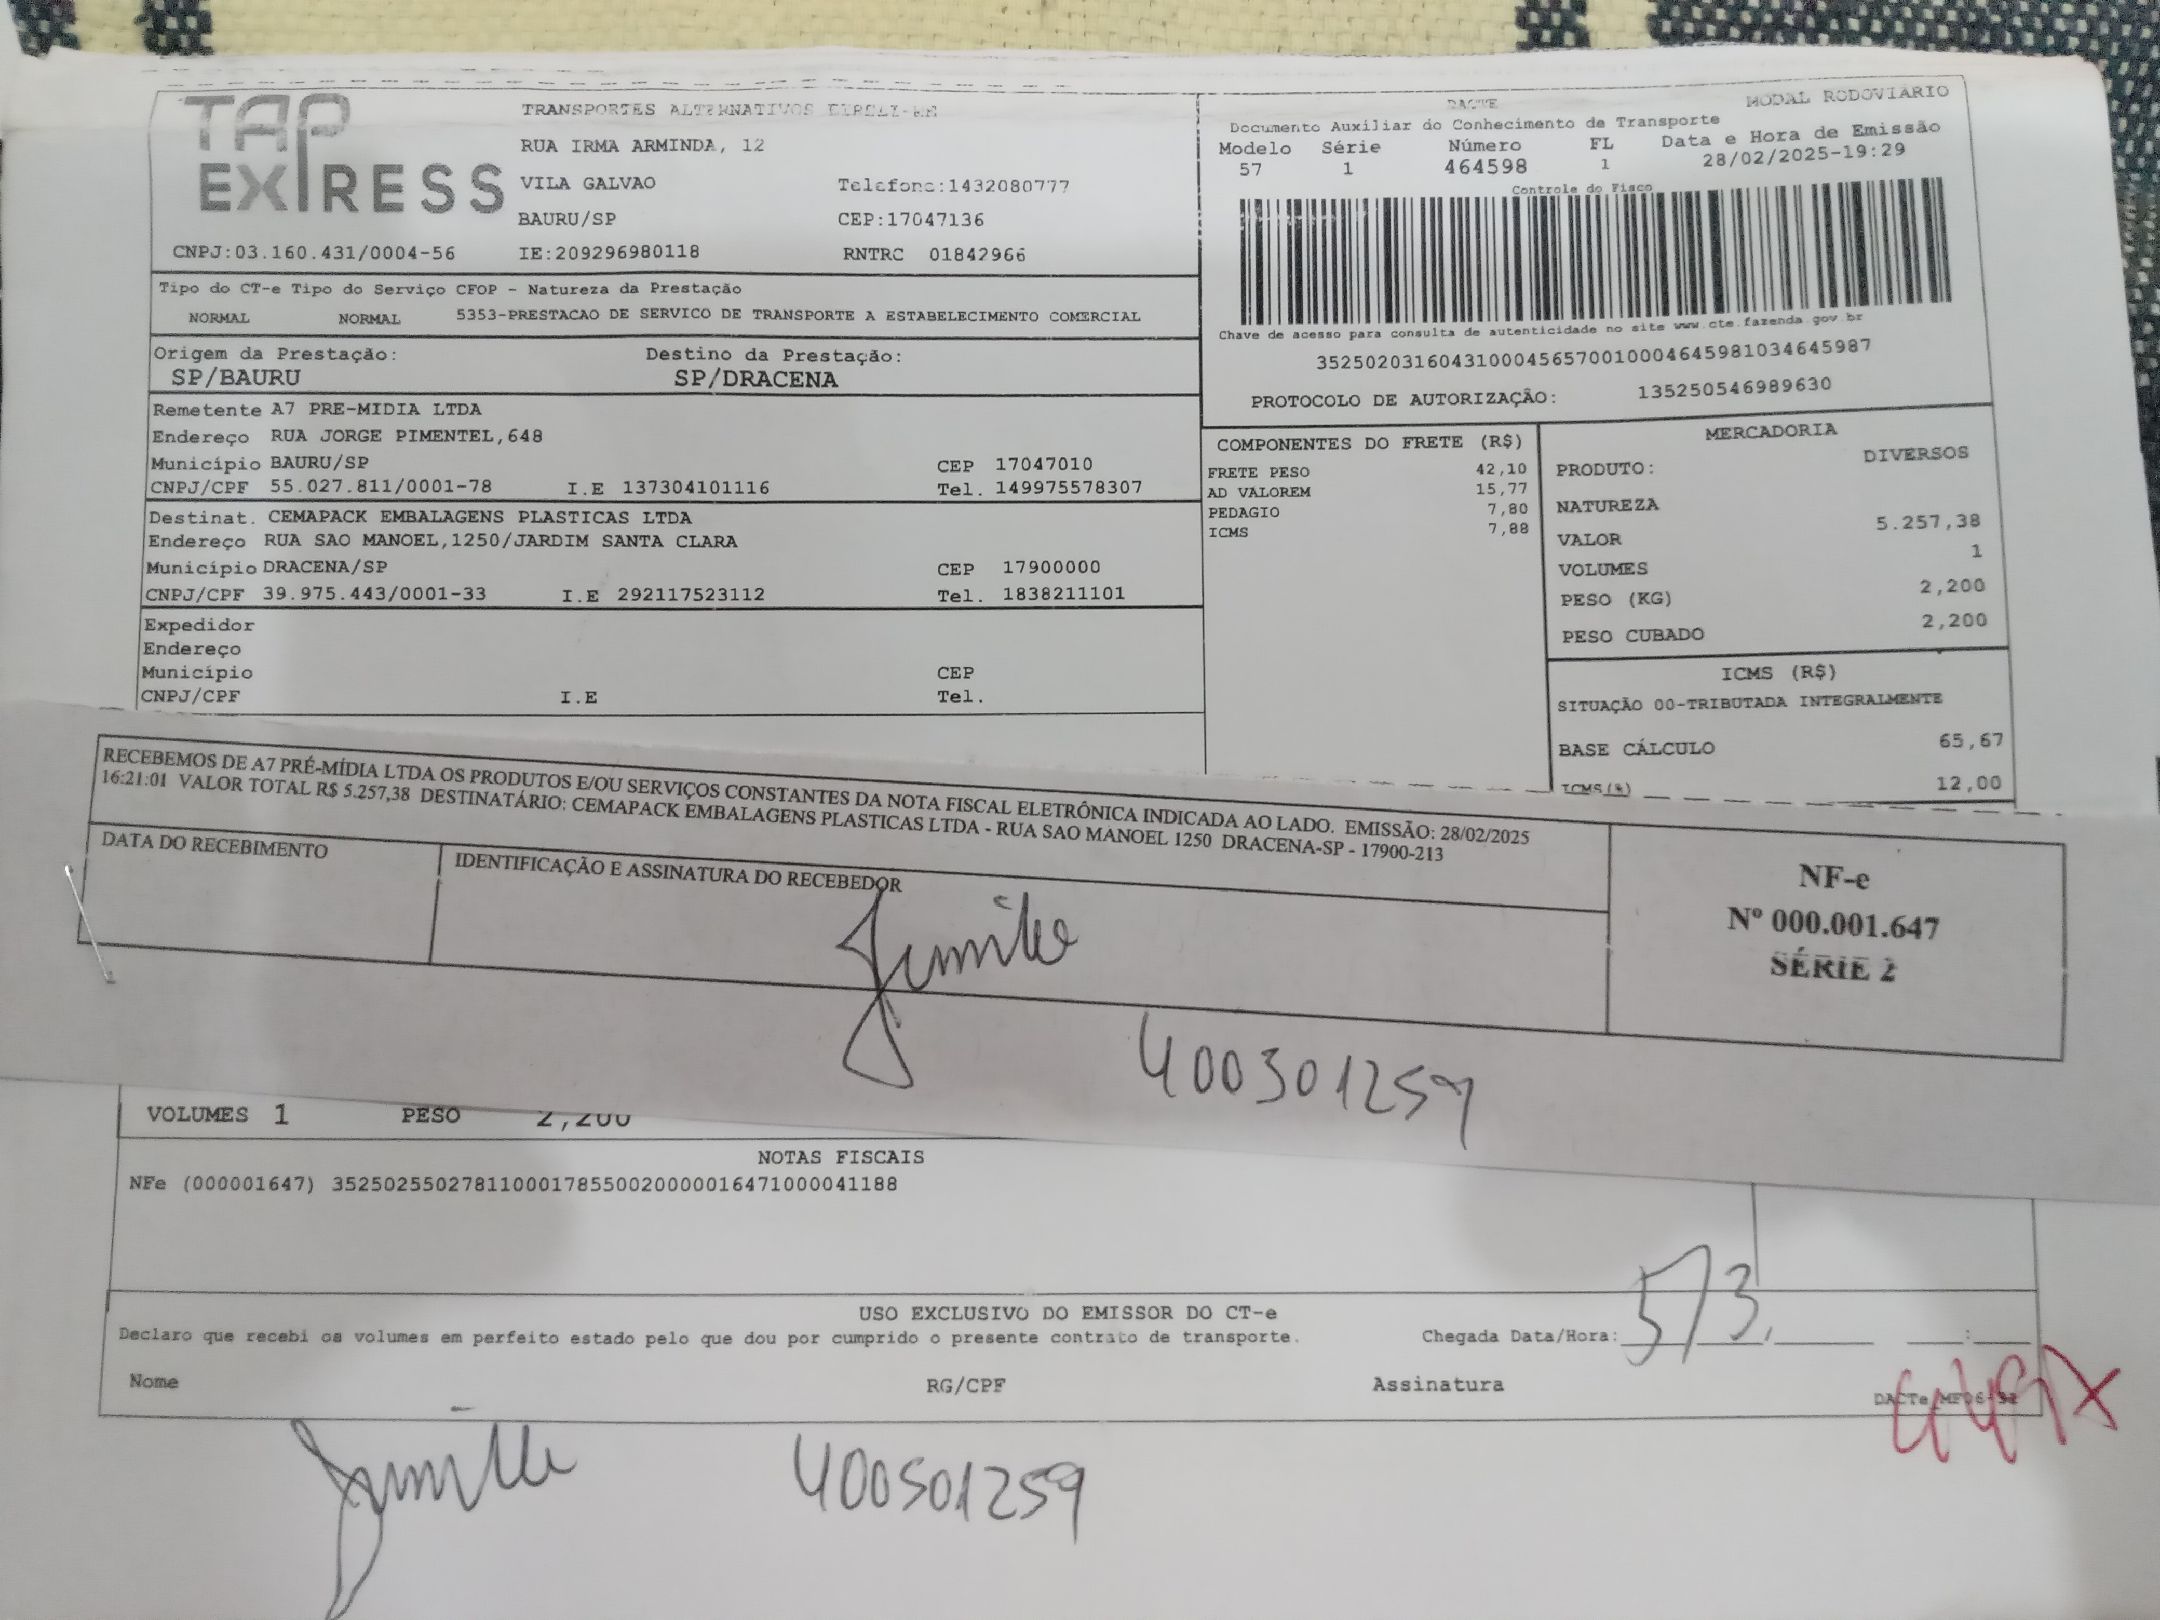 TAP EXPRESS
TRANSPORTES ALTERNATIVOS EIRELI-ME
RUA IRMA ARMINDA, 12
VILA GALVAO Telefone:1432080777
BAURU/SP CEP:17047136
CNPJ:03.160.431/0004-56 IE:209296980118 RNTRC 01842966
DACTE MODAL RODOVIÁRIO
Documento Auxiliar do Conhecimento de Transporte
Modelo Série Número FL Data e Hora de Emissão
57 1 464598 1 28/02/2025-19:29
Controle do Fisco
Chave de acesso para consulta de autenticidade no site www.cte.fazenda.gov.br
35250203160431000456570010004645981034645987
PROTOCOLO DE AUTORIZAÇÃO: 135250546989630
Tipo do CT-e Tipo do Serviço CFOP - Natureza da Prestação
NORMAL NORMAL 5353-PRESTACAO DE SERVICO DE TRANSPORTE A ESTABELECIMENTO COMERCIAL
Origem da Prestação: Destino da Prestação:
SP/BAURU SP/DRACENA
Remetente A7 PRE-MIDIA LTDA
Endereço RUA JORGE PIMENTEL,648
Município BAURU/SP CEP 17047010
CNPJ/CPF 55.027.811/0001-78 I.E 137304101116 Tel. 149975578307
Destinat. CEMAPACK EMBALAGENS PLASTICAS LTDA
Endereço RUA SAO MANOEL,1250/JARDIM SANTA CLARA
Município DRACENA/SP CEP 17900000
CNPJ/CPF 39.975.443/0001-33 I.E 292117523112 Tel. 1838211101
Expedidor
Endereço
Município CEP
CNPJ/CPF I.E Tel.
COMPONENTES DO FRETE (R$)
FRETE PESO 42,10
AD VALOREM 15,77
PEDAGIO 7,80
ICMS 7,88
MERCADORIA
PRODUTO: DIVERSOS
NATUREZA
VALOR 5.257,38
VOLUMES 1
PESO (KG) 2,200
PESO CUBADO 2,200
ICMS (R$)
SITUAÇÃO 00-TRIBUTADA INTEGRALMENTE
BASE CÁLCULO 65,67
ICMS(%) 12,00
RECEBEMOS DE A7 PRÉ-MÍDIA LTDA OS PRODUTOS E/OU SERVIÇOS CONSTANTES DA NOTA FISCAL ELETRÔNICA INDICADA AO LADO. EMISSÃO: 28/02/2025
16:21:01 VALOR TOTAL R$ 5.257,38 DESTINATÁRIO: CEMAPACK EMBALAGENS PLASTICAS LTDA - RUA SAO MANOEL 1250 DRACENA-SP - 17900-213
DATA DO RECEBIMENTO
IDENTIFICAÇÃO E ASSINATURA DO RECEBEDOR
NF-e
Nº 000.001.647
SÉRIE 2
400301259
VOLUMES 1 PESO 2,200
NOTAS FISCAIS
NFe (000001647) 35250255027811000178550020000016471000041188
USO EXCLUSIVO DO EMISSOR DO CT-e
Declaro que recebi os volumes em perfeito estado pelo que dou por cumprido o presente contrato de transporte.
Chegada Data/Hora: 5/3
Nome RG/CPF Assinatura
400501259